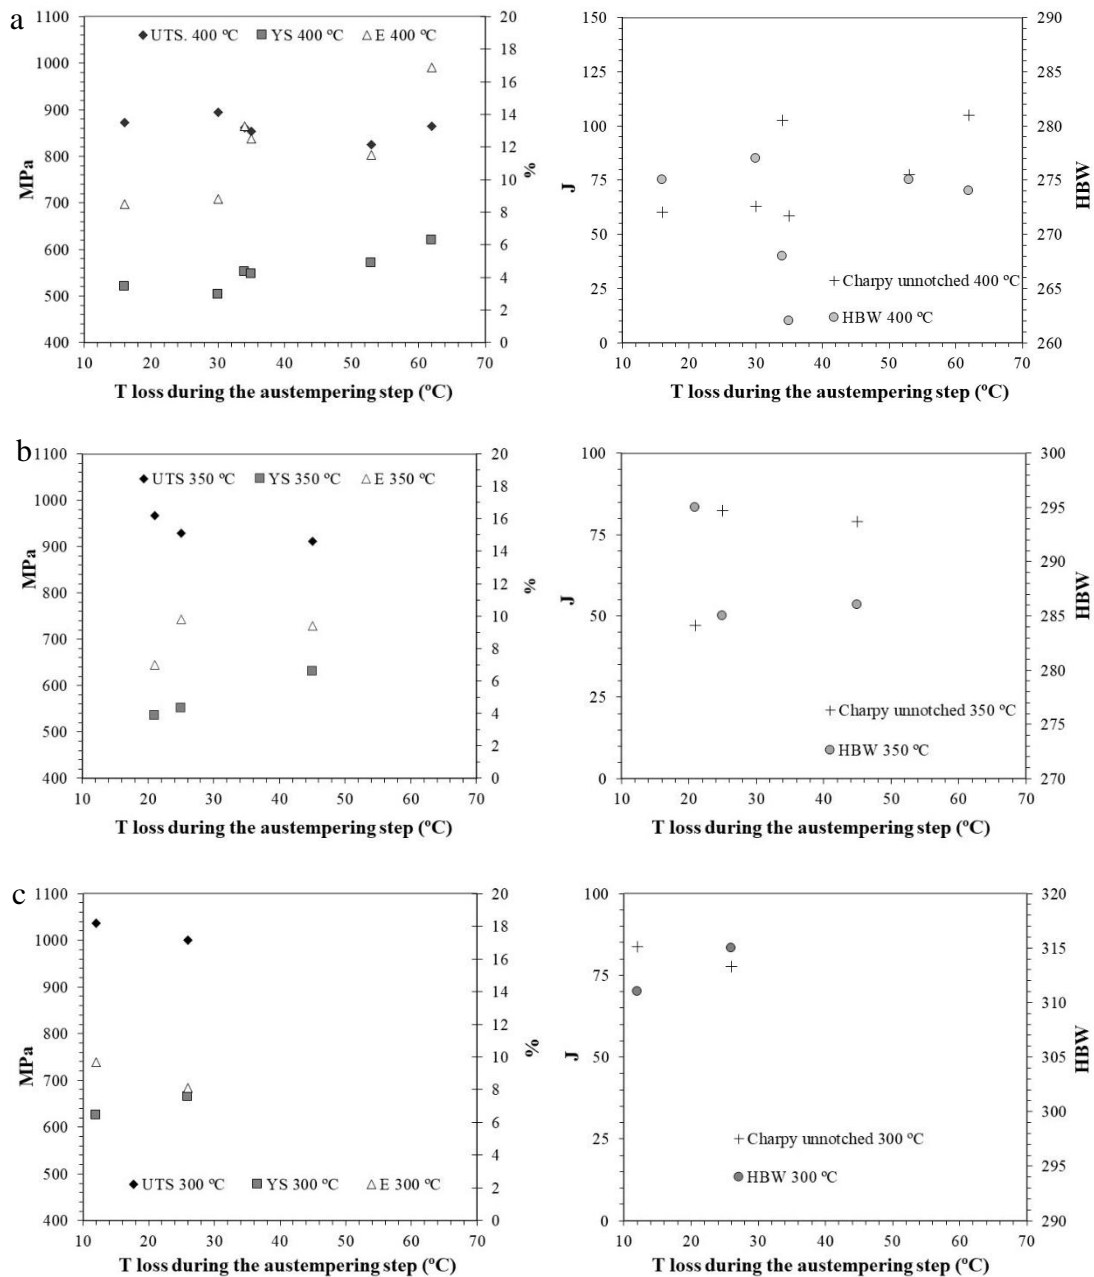 a
1100
1000
900
800
700
600
500
400
MPa
20
18
16
14
12
10
8
6
4
2
0
%
UTS. 400 ºC YS 400 ºC E 400 ºC
10 20 30 40 50 60 70
T loss during the austempering step (ºC)
150
125
100
75
50
25
0
J
290
285
280
275
270
265
260
HBW
Charpy unnotched 400 ºC
HBW 400 ºC
10 20 30 40 50 60 70
T loss during the austempering step (ºC)
b
1100
1000
900
800
700
600
500
400
MPa
20
18
16
14
12
10
8
6
4
2
0
%
UTS 350 ºC YS 350 ºC E 350 ºC
10 20 30 40 50 60 70
T loss during the austempering step (ºC)
100
75
50
25
0
J
300
295
290
285
280
275
270
HBW
Charpy unnotched 350 ºC
HBW 350 ºC
10 20 30 40 50 60 70
T loss during the austempering step (ºC)
c
1100
1000
900
800
700
600
500
400
MPa
20
18
16
14
12
10
8
6
4
2
0
%
UTS 300 ºC YS 300 ºC E 300 ºC
10 20 30 40 50 60 70
T loss during the austempering step (ºC)
100
75
50
25
0
J
320
315
310
305
300
295
290
HBW
Charpy unnotched 300 ºC
HBW 300 ºC
10 20 30 40 50 60 70
T loss during the austempering step (ºC)